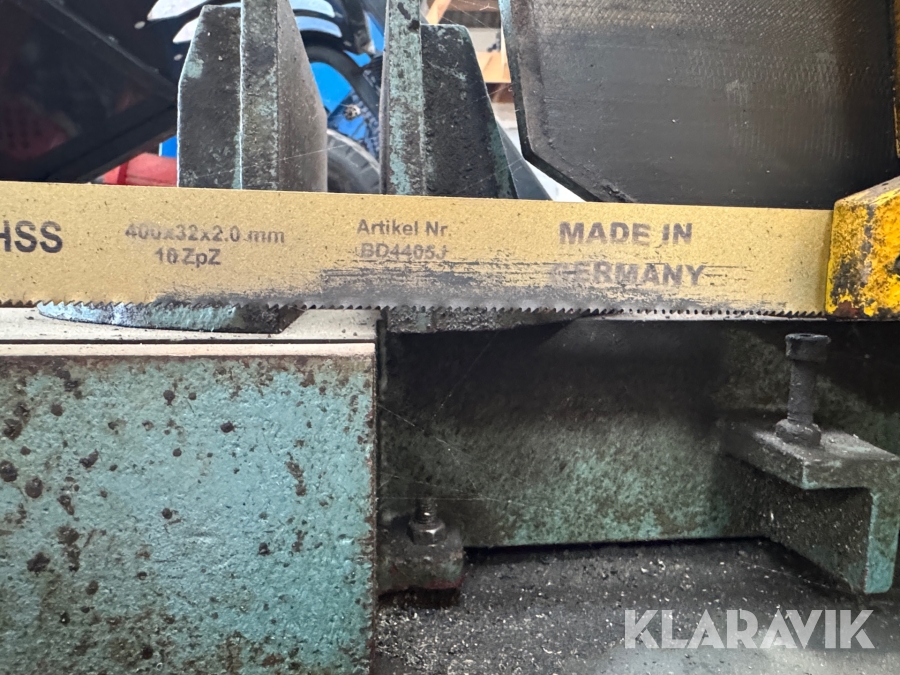 HSS
400x32x2.0 mm
10 ZpZ
Artikel Nr.
BD4405J
MADE IN
GERMANY
KLARAVIK